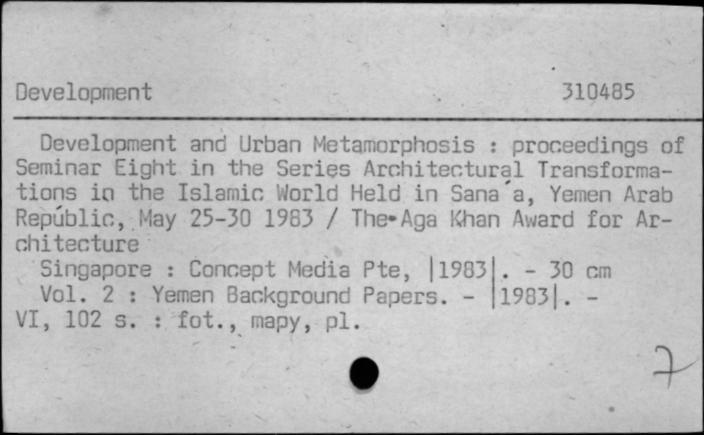 Development 310485
Development and Urban Metamorphosis : proceedings of
Seminar Eight in the Series Architectural Transforma-
tions in the Islamic World Held in Sana'a, Yemen Arab
Republic, May 25-30 1983 / The Aga Khan Award for Ar-
chitecture
Singapore : Concept Media Pte, |1983|. - 30 cm
Vol. 2 : Yemen Background Papers. - |1983|. -
VI, 102 s. : fot., mapy, pl.
7